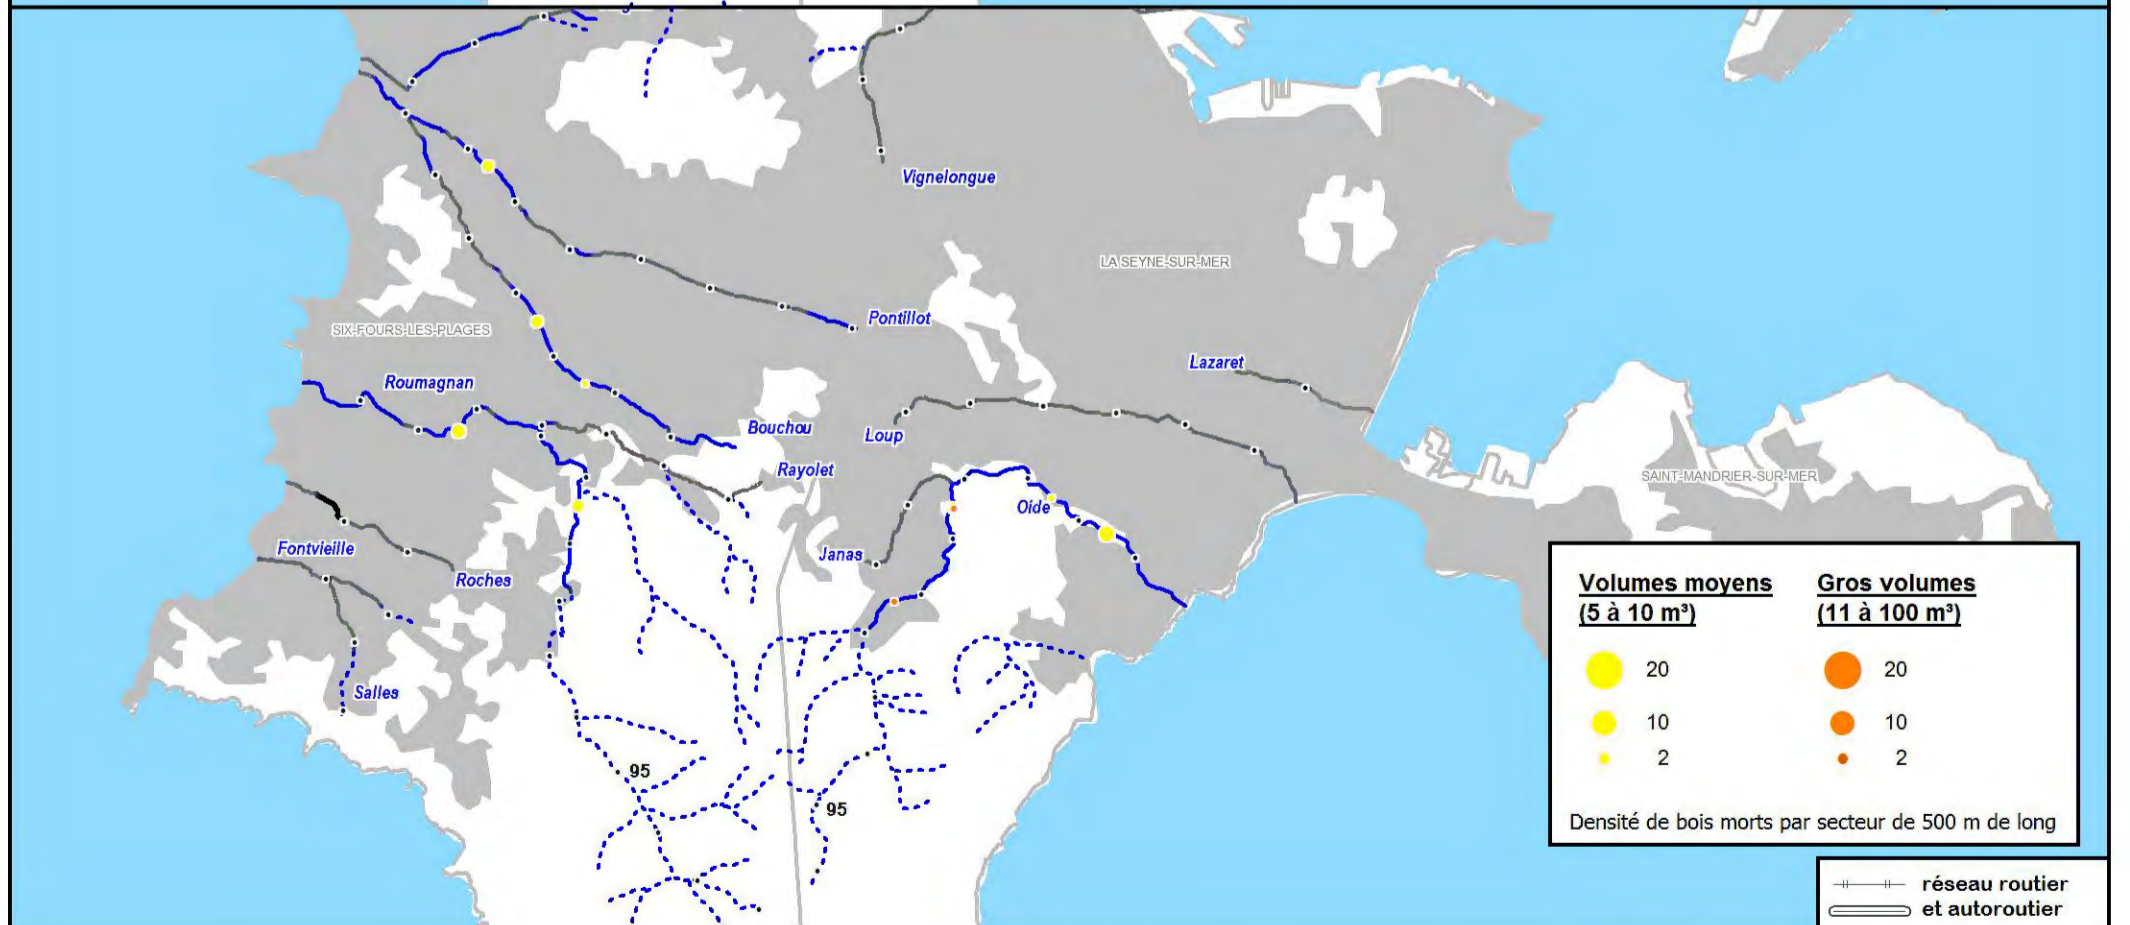 Vignelongue
LA SEYNE-SUR-MER
Pontillot
SIX-FOURS-LES-PLAGES
Lazaret
Roumagnan
Bouchou
Loup
Rayolet
SAINT-MANDRIER-SUR-MER
Oide
Fontvieille
Janas
Roches
Salles
95
95
Volumes moyens
(5 à 10 m³)
20
10
2
Gros volumes
(11 à 100 m³)
20
10
2
Densité de bois morts par secteur de 500 m de long
réseau routier
et autoroutier